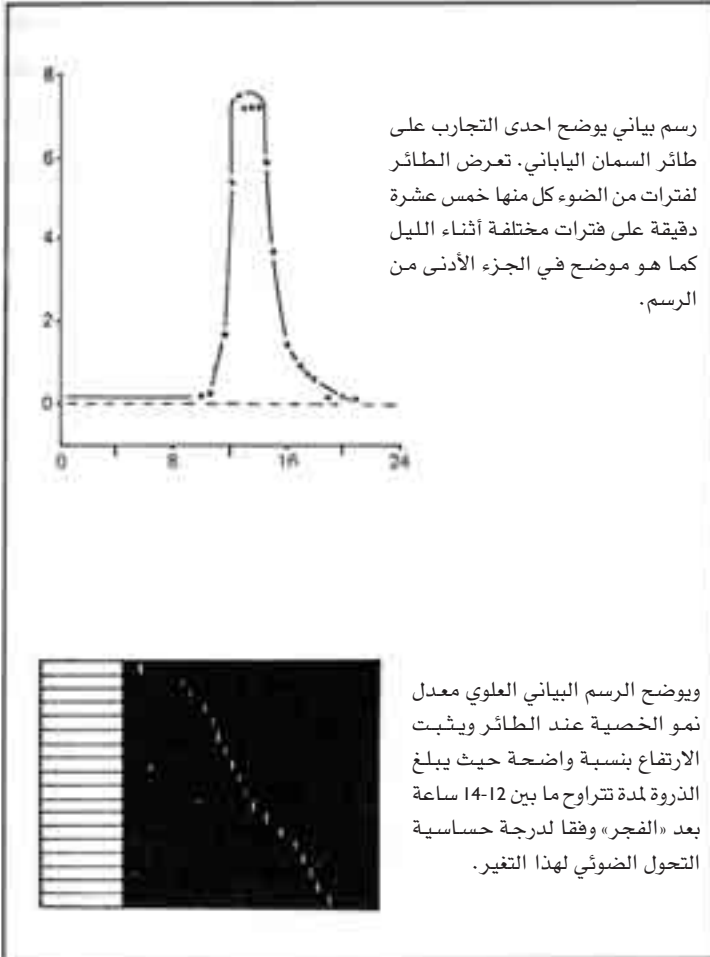 8
6
4
2
0
0 8 16 24
رسم بياني يوضح احدى التجارب على
طائر السمان الياباني. تعرض الطائر
لفترات من الضوء كل منها خمس عشرة
دقيقة على فترات مختلفة أثناء الليل
كما هو موضح في الجزء الأدنى من
الرسم.
ويوضح الرسم البياني العلوي معدل
نمو الخصية عند الطائر ويثبت
الارتفاع بنسبة واضحة حيث يبلغ
الذروة لمدة تتراوح ما بين 12-14 ساعة
بعد «الفجر» وفقا لدرجة حساسية
التحول الضوئي لهذا التغير.